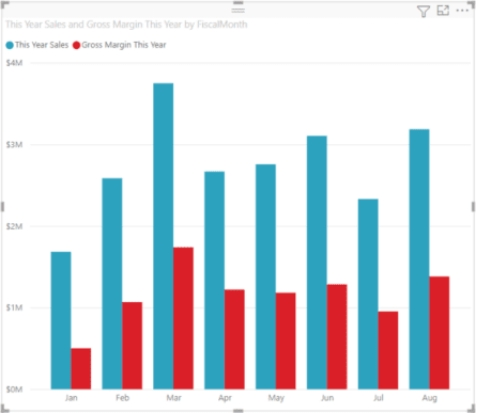 This Year Sales and Gross Margin This Year by FiscalMonth
This Year Sales Gross Margin This Year
$4M
$3M
$2M
$1M
$0M
Jan Feb Mar Apr May Jun Jul Aug